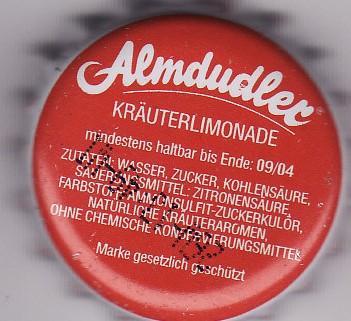 Almdudler
KRÄUTERLIMONADE
mindestens haltbar bis Ende: 09/04
ZUTATEN: WASSER, ZUCKER, KOHLENSÄURE,
SÄUERUNGSMITTEL: ZITRONENSÄURE,
FARBSTOFF AMMONSULFIT-ZUCKERKULÖR,
NATÜRLICHE KRÄUTERAROMEN,
OHNE CHEMISCHE KONSERVIERUNGSMITTEL
Marke gesetzlich geschützt